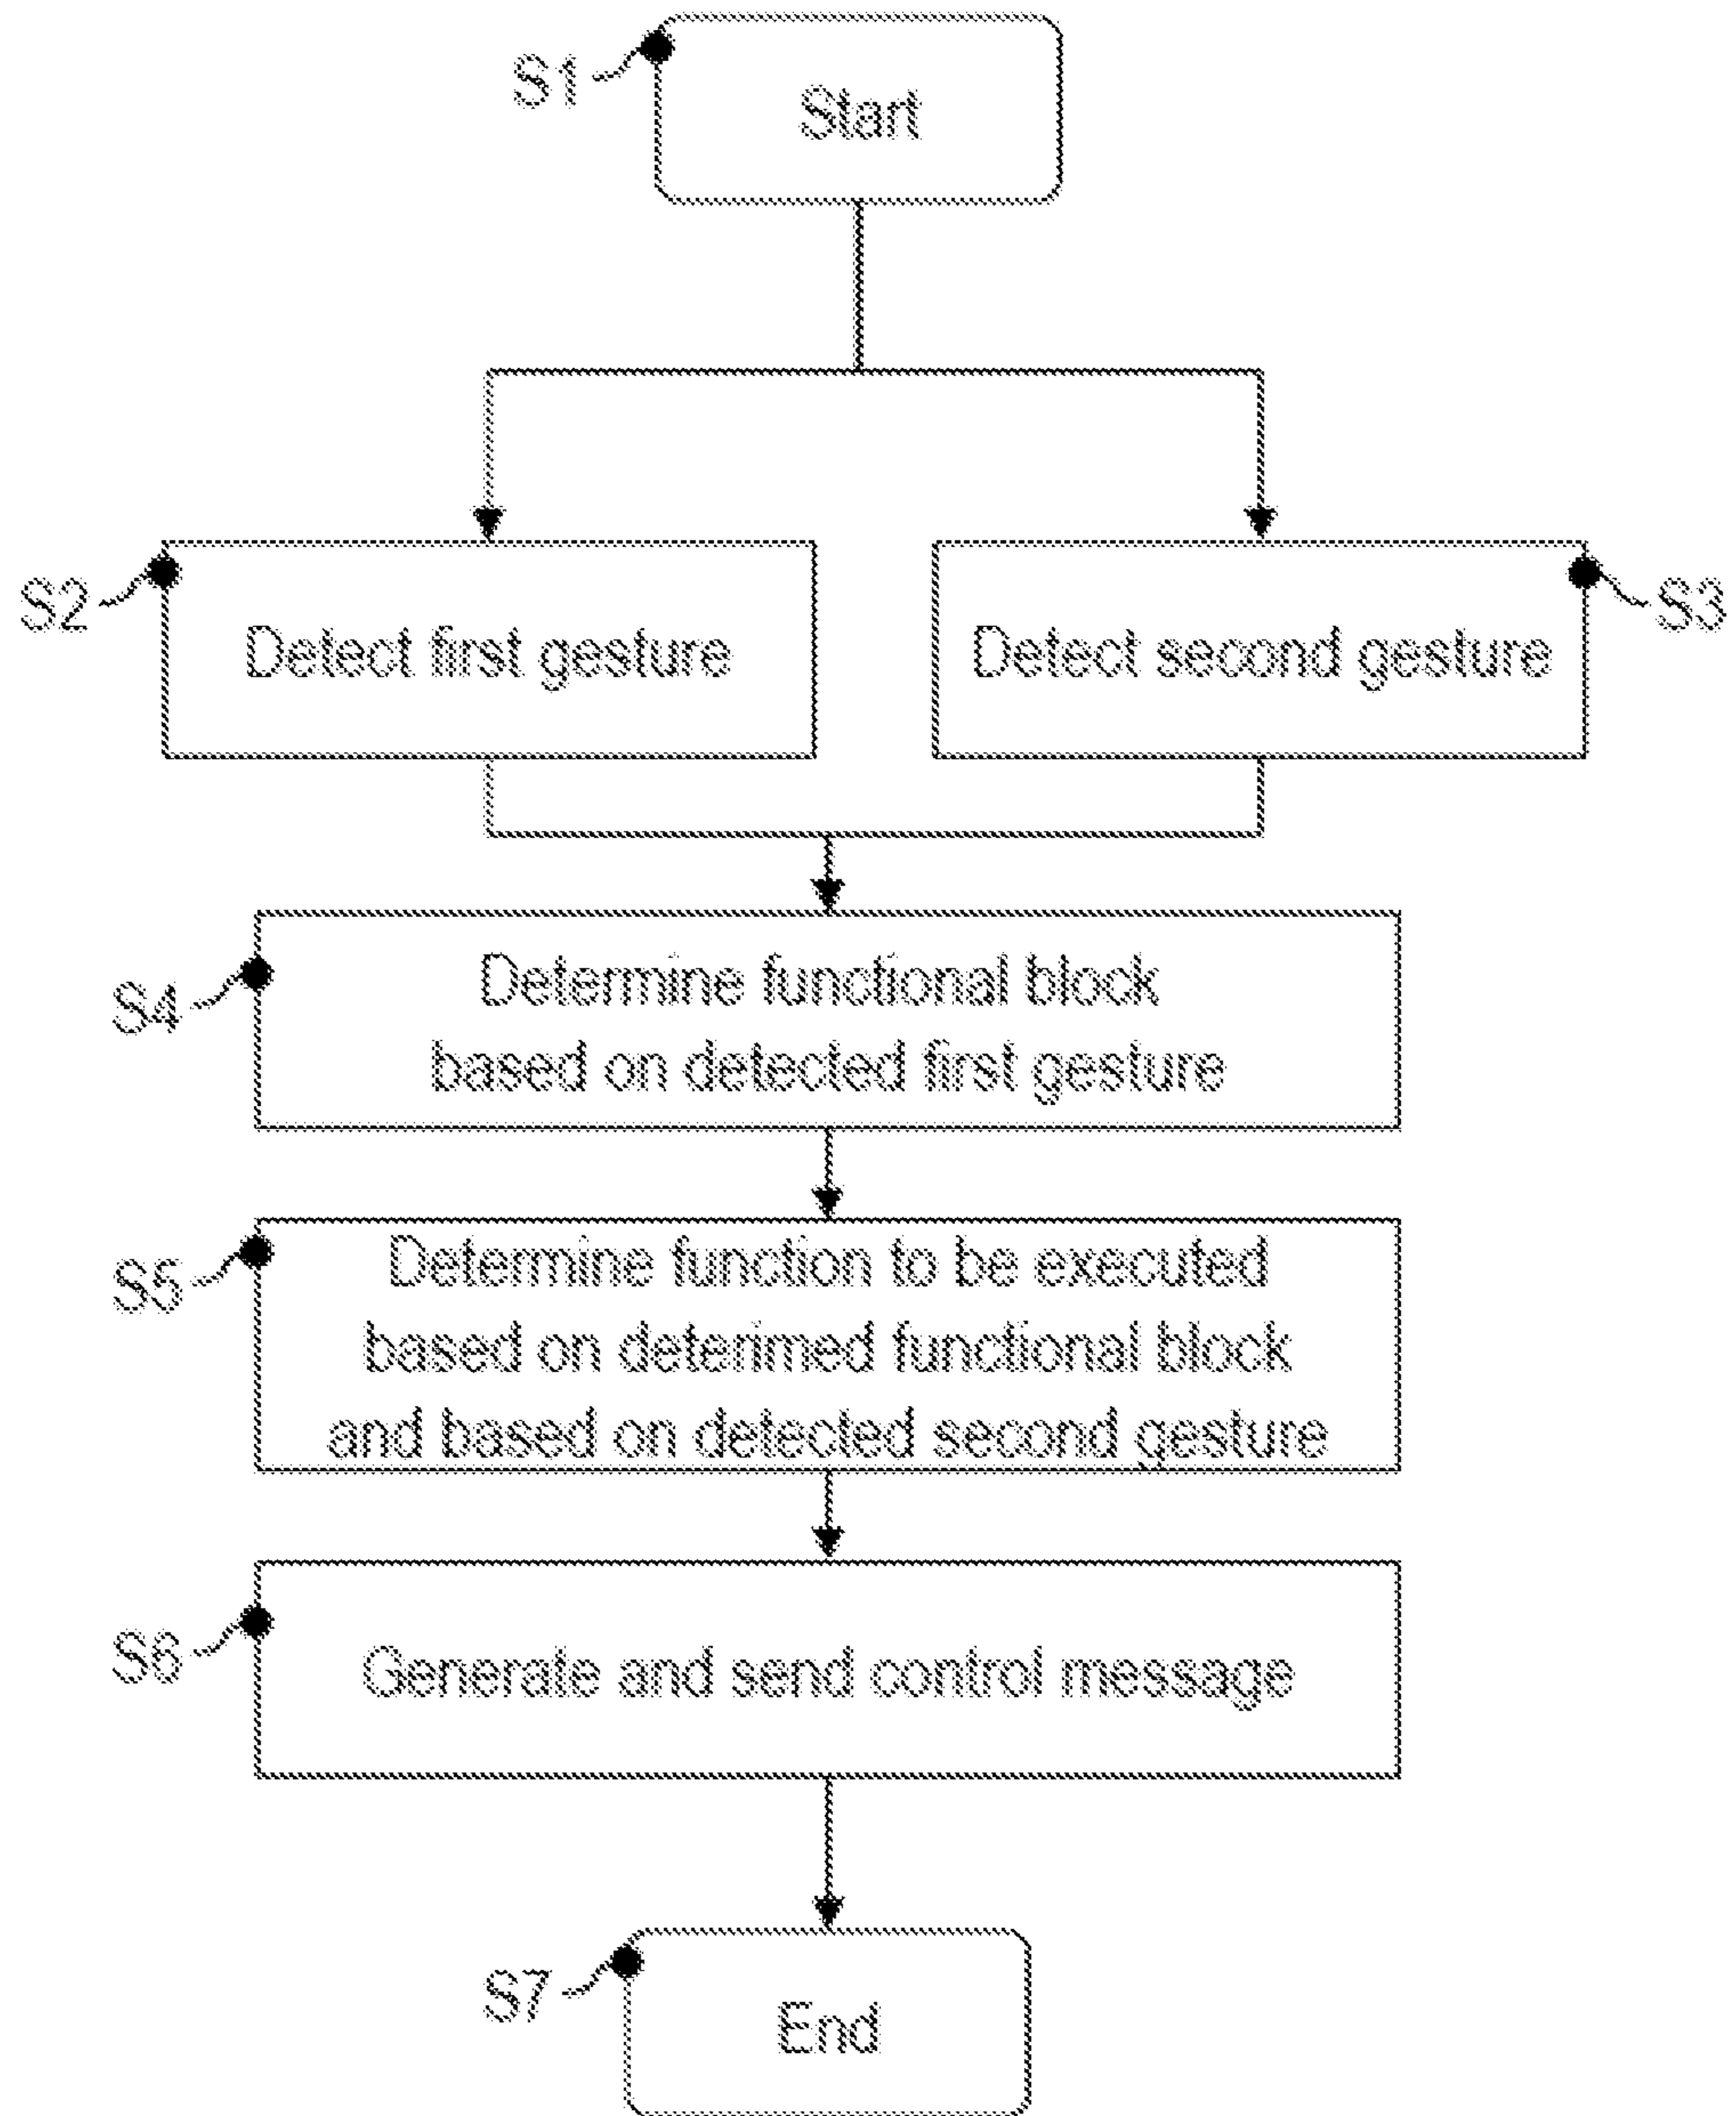 S1
Start
S2
Detect first gesture
Detect second gesture
S3
S4
Determine functional block
based on detected first gesture
S5
Determine function to be executed
based on deterimed functional block
and based on detected second gesture
S6
Generate and send control message
S7
End